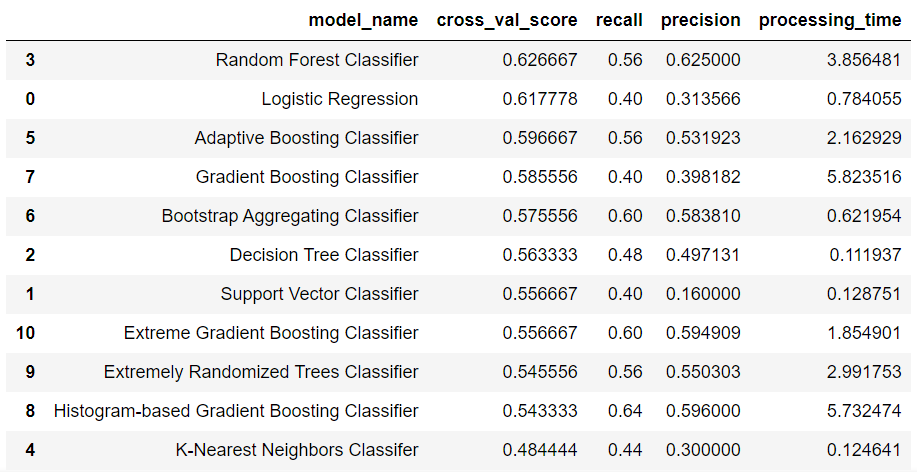 model_name cross_val_score recall precision processing_time
3 Random Forest Classifier 0.626667 0.56 0.625000 3.856481
0 Logistic Regression 0.617778 0.40 0.313566 0.784055
5 Adaptive Boosting Classifier 0.596667 0.56 0.531923 2.162929
7 Gradient Boosting Classifier 0.585556 0.40 0.398182 5.823516
6 Bootstrap Aggregating Classifier 0.575556 0.60 0.583810 0.621954
2 Decision Tree Classifier 0.563333 0.48 0.497131 0.111937
1 Support Vector Classifier 0.556667 0.40 0.160000 0.128751
10 Extreme Gradient Boosting Classifier 0.556667 0.60 0.594909 1.854901
9 Extremely Randomized Trees Classifier 0.545556 0.56 0.550303 2.991753
8 Histogram-based Gradient Boosting Classifier 0.543333 0.64 0.596000 5.732474
4 K-Nearest Neighbors Classifer 0.484444 0.44 0.300000 0.124641